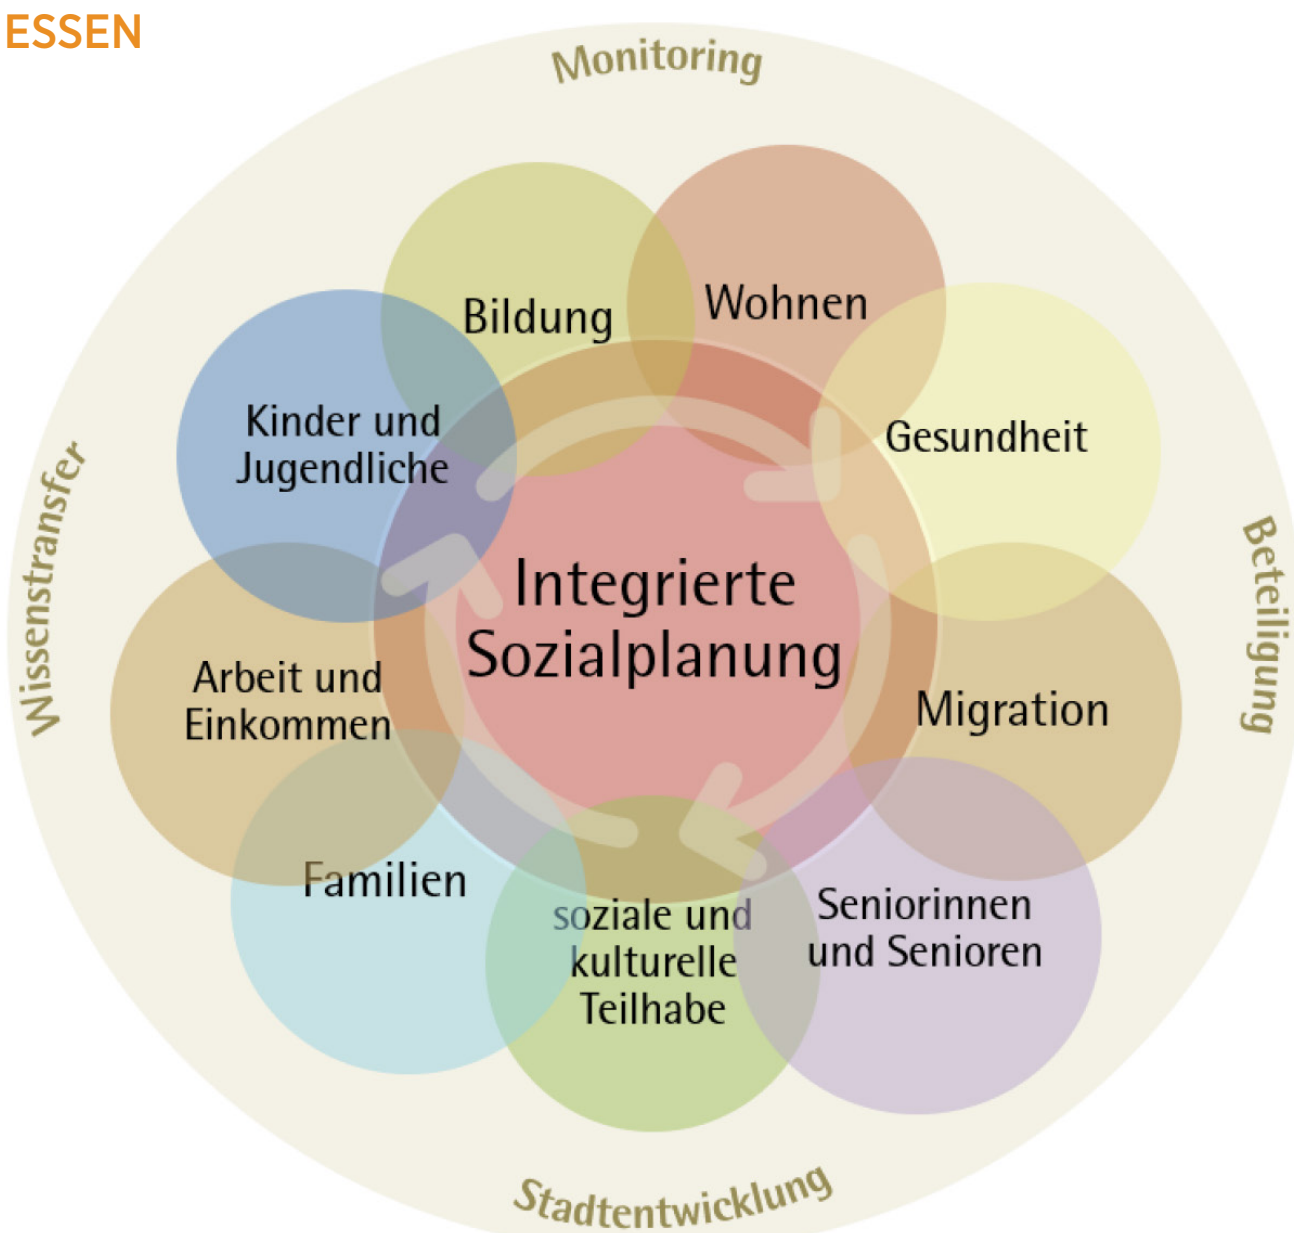 ESSEN
Monitoring
Bildung
Wohnen
Kinder und
Jugendliche
Gesundheit
Wissenstransfer
Beteiligung
Integrierte
Sozialplanung
Arbeit und
Einkommen
Migration
Familien
soziale und
kulturelle
Teilhabe
Seniorinnen
und Senioren
Stadtentwicklung